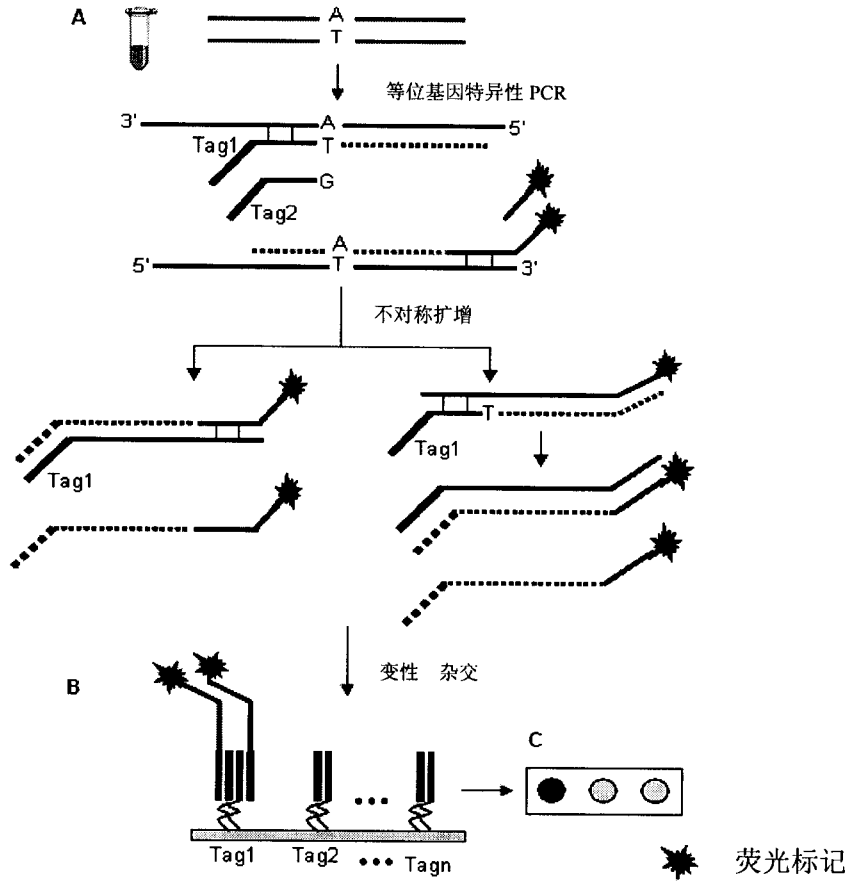 A
A
T
等位基因特异性 PCR
3' A 5'
Tag1 T
G
Tag2
A
5' T 3'
不对称扩增
T
Tag1
Tag1
变性 杂交
B
C
Tag1 Tag2 ••• Tagn
荧光标记